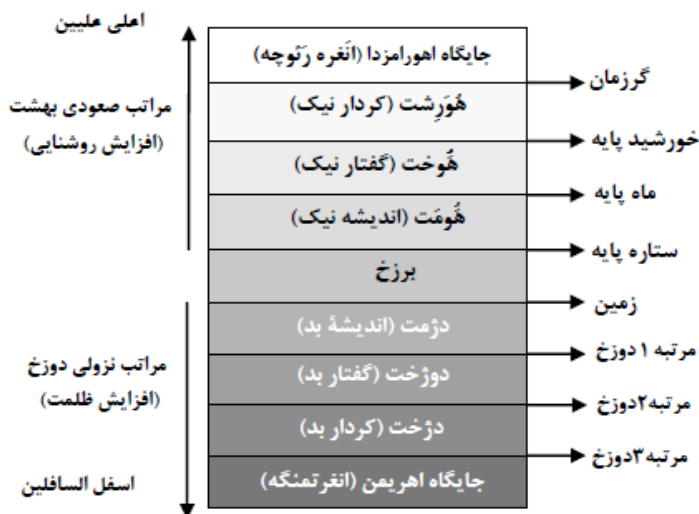 اعلی علیین
جایگاه اهورامزدا (انَغره رَئوچه)
گرزمان
هُوَرِشت (کردار نیک)
مراتب صعودی بهشت
(افزایش روشنایی)
خورشید پایه
هُوخت (گفتار نیک)
ماه پایه
هُومَت (اندیشه نیک)
ستاره پایه
برزخ
زمین
دژمت (اندیشهٔ بد)
مرتبه ۱دوزخ
مراتب نزولی دوزخ
(افزایش ظلمت)
دوژخت (گفتار بد)
مرتبه۲دوزخ
دژخت (کردار بد)
مرتبه۳دوزخ
جایگاه اهریمن (انغرتمنگه)
اسفل السافلین